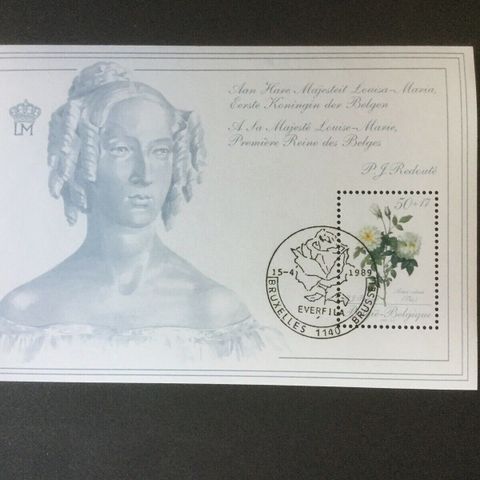 LM
Aan Hare Majesteit Louisa-Maria,
Eerste Koningin der Belgen
A Sa Majesté Louise-Marie,
Première Reine des Belges
P.J. Redouté
50+17
15-4 1989
EVERFILA
BRUXELLES 1140 BRUSSEL
Belgique